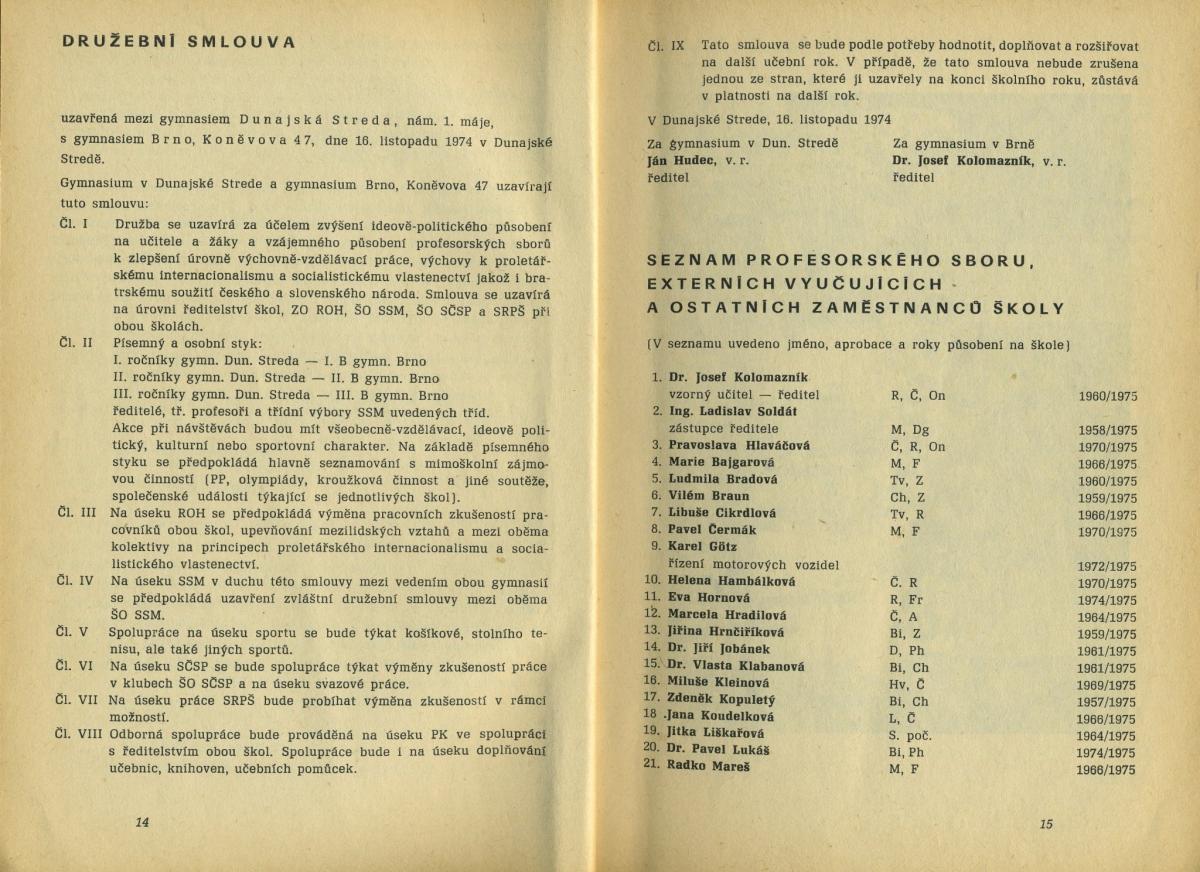 DRUŽEBNÍ SMLOUVA
uzavřená mezi gymnasiem Dunajská Streda, nám. 1. máje,
s gymnasiem Brno, Koněvova 47, dne 16. listopadu 1974 v Dunajské
Stredě.
Gymnasium v Dunajské Strede a gymnasium Brno, Koněvova 47 uzavírají
tuto smlouvu:
Čl. I Družba se uzavírá za účelem zvýšení ideově-politického působení
na učitele a žáky a vzájemného působení profesorských sborů
k zlepšení úrovně výchovně-vzdělávací práce, výchovy k proletář-
skému internacionalismu a socialistickému vlastenectví jakož i bra-
trskému soužití českého a slovenského národa. Smlouva se uzavírá
na úrovni ředitelství škol, ZO ROH, ŠO SSM, ŠO SČSP a SRPŠ při
obou školách.
Čl. II Písemný a osobní styk:
I. ročníky gymn. Dun. Streda — I. B gymn. Brno
II. ročníky gymn. Dun. Streda — II. B gymn. Brno
III. ročníky gymn. Dun. Streda — III. B gymn. Brno
ředitelé, tř. profesoři a třídní výbory SSM uvedených tříd.
Akce při návštěvách budou mít všeobecně-vzdělávací, ideově poli-
tický, kulturní nebo sportovní charakter. Na základě písemného
styku se předpokládá hlavně seznamování s mimoškolní zájmo-
vou činností (PP, olympiády, kroužková činnost a jiné soutěže,
společenské události týkající se jednotlivých škol).
Čl. III Na úseku ROH se předpokládá výměna pracovních zkušeností pra-
covníků obou škol, upevňování mezilidských vztahů a mezi oběma
kolektivy na principech proletářského internacionalismu a socia-
listického vlastenectví.
Čl. IV Na úseku SSM v duchu této smlouvy mezi vedením obou gymnasií
se předpokládá uzavření zvláštní družební smlouvy mezi oběma
ŠO SSM.
Čl. V Spolupráce na úseku sportu se bude týkat košíkové, stolního te-
nisu, ale také jiných sportů.
Čl. VI Na úseku SČSP se bude spolupráce týkat výměny zkušeností práce
v klubech ŠO SČSP a na úseku svazové práce.
Čl. VII Na úseku práce SRPŠ bude probíhat výměna zkušeností v rámci
možností.
Čl. VIII Odborná spolupráce bude prováděná na úseku PK ve spolupráci
s ředitelstvím obou škol. Spolupráce bude i na úseku doplňování
učebnic, knihoven, učebních pomůcek.
14
Čl. IX Tato smlouva se bude podle potřeby hodnotit, doplňovat a rozšiřovat
na další učební rok. V případě, že tato smlouva nebude zrušena
jednou ze stran, které ji uzavřely na konci školního roku, zůstává
v platnosti na další rok.
V Dunajské Strede, 16. listopadu 1974
Za gymnasium v Dun. Stredě Za gymnasium v Brně
Ján Hudec, v. r. Dr. Josef Kolomazník, v. r.
ředitel ředitel
SEZNAM PROFESORSKÉHO SBORU,
EXTERNÍCH VYUČUJÍCÍCH
A OSTATNÍCH ZAMĚSTNANCŮ ŠKOLY
(V seznamu uvedeno jméno, aprobace a roky působení na škole)
1. Dr. Josef Kolomazník
vzorný učitel — ředitel R, Č, On 1960/1975
2. Ing. Ladislav Soldát
zástupce ředitele M, Dg 1958/1975
3. Pravoslava Hlaváčová Č, R, On 1970/1975
4. Marie Bajgarová M, F 1966/1975
5. Ludmila Bradová Tv, Z 1960/1975
6. Vilém Braun Ch, Z 1959/1975
7. Libuše Cikrdlová Tv, R 1966/1975
8. Pavel Čermák M, F 1970/1975
9. Karel Götz
řízení motorových vozidel 1972/1975
10. Helena Hambálková Č. R 1970/1975
11. Eva Hornová R, Fr 1974/1975
12. Marcela Hradilová Č, A 1964/1975
13. Jiřina Hrnčiříková Bi, Z 1959/1975
14. Dr. Jiří Jobánek D, Ph 1961/1975
15. Dr. Vlasta Klabanová Bi, Ch 1961/1975
16. Miluše Kleinová Hv, Č 1969/1975
17. Zdeněk Kopuletý Bi, Ch 1957/1975
18 .Jana Koudelková L, Č 1966/1975
19. Jitka Liškařová S. poč. 1964/1975
20. Dr. Pavel Lukáš Bi, Ph 1974/1975
21. Radko Mareš M, F 1966/1975
15